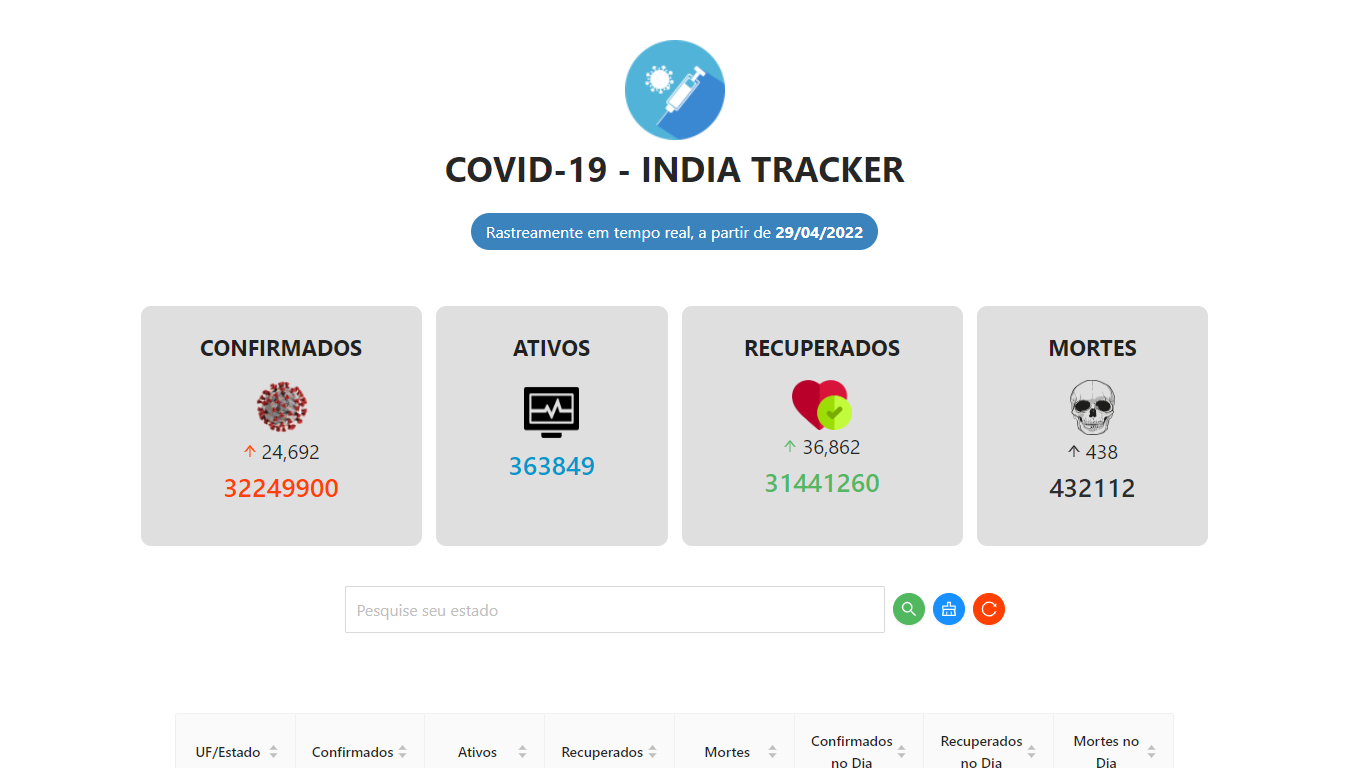 COVID-19 - INDIA TRACKER
Rastreamente em tempo real, a partir de 29/04/2022
CONFIRMADOS
24,692
32249900
ATIVOS
363849
RECUPERADOS
36,862
31441260
MORTES
438
432112
Pesquise seu estado
UF/Estado
Confirmados
Ativos
Recuperados
Mortes
Confirmados
no Dia
Recuperados
no Dia
Mortes no
Dia